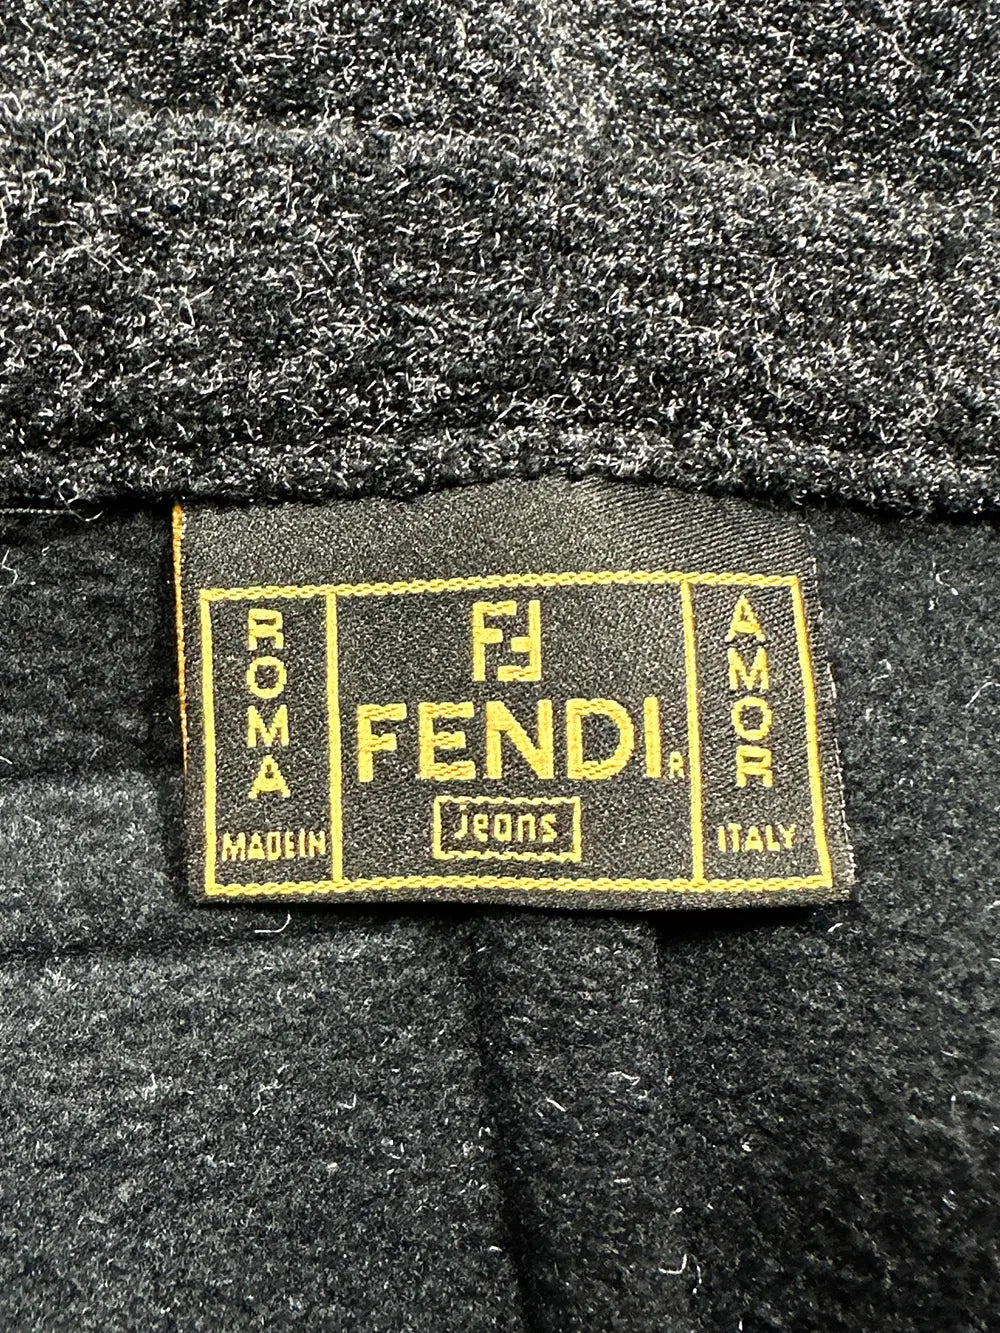 ROMA
MADE IN
FF
FENDI R
jeans
AMOR
ITALY